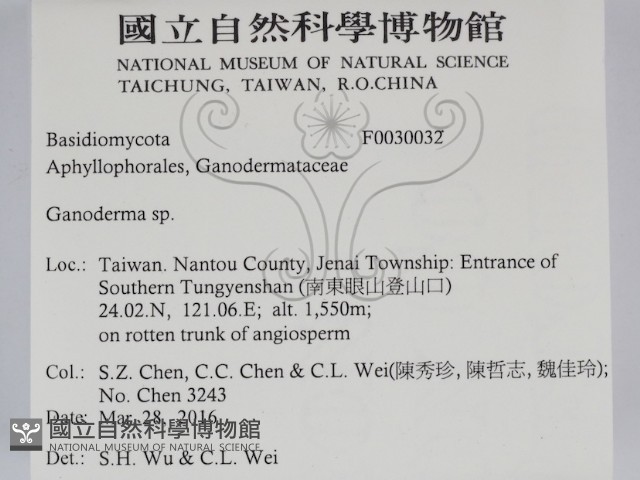 國立自然科學博物館
NATIONAL MUSEUM OF NATURAL SCIENCE
TAICHUNG, TAIWAN, R.O.CHINA
Basidiomycota F0030032
Aphyllophorales, Ganodermataceae
Ganoderma sp.
Loc.: Taiwan. Nantou County, Jenai Township: Entrance of
Southern Tungyenshan (南東眼山登山口)
24.02.N, 121.06.E; alt. 1,550m;
on rotten trunk of angiosperm
Col.: S.Z. Chen, C.C. Chen & C.L. Wei(陳秀珍, 陳哲志, 魏佳玲);
No. Chen 3243
Date: Mar. 28, 2016
國立自然科學博物館
NATIONAL MUSEUM OF NATURAL SCIENCE
Det.: S.H. Wu & C.L. Wei